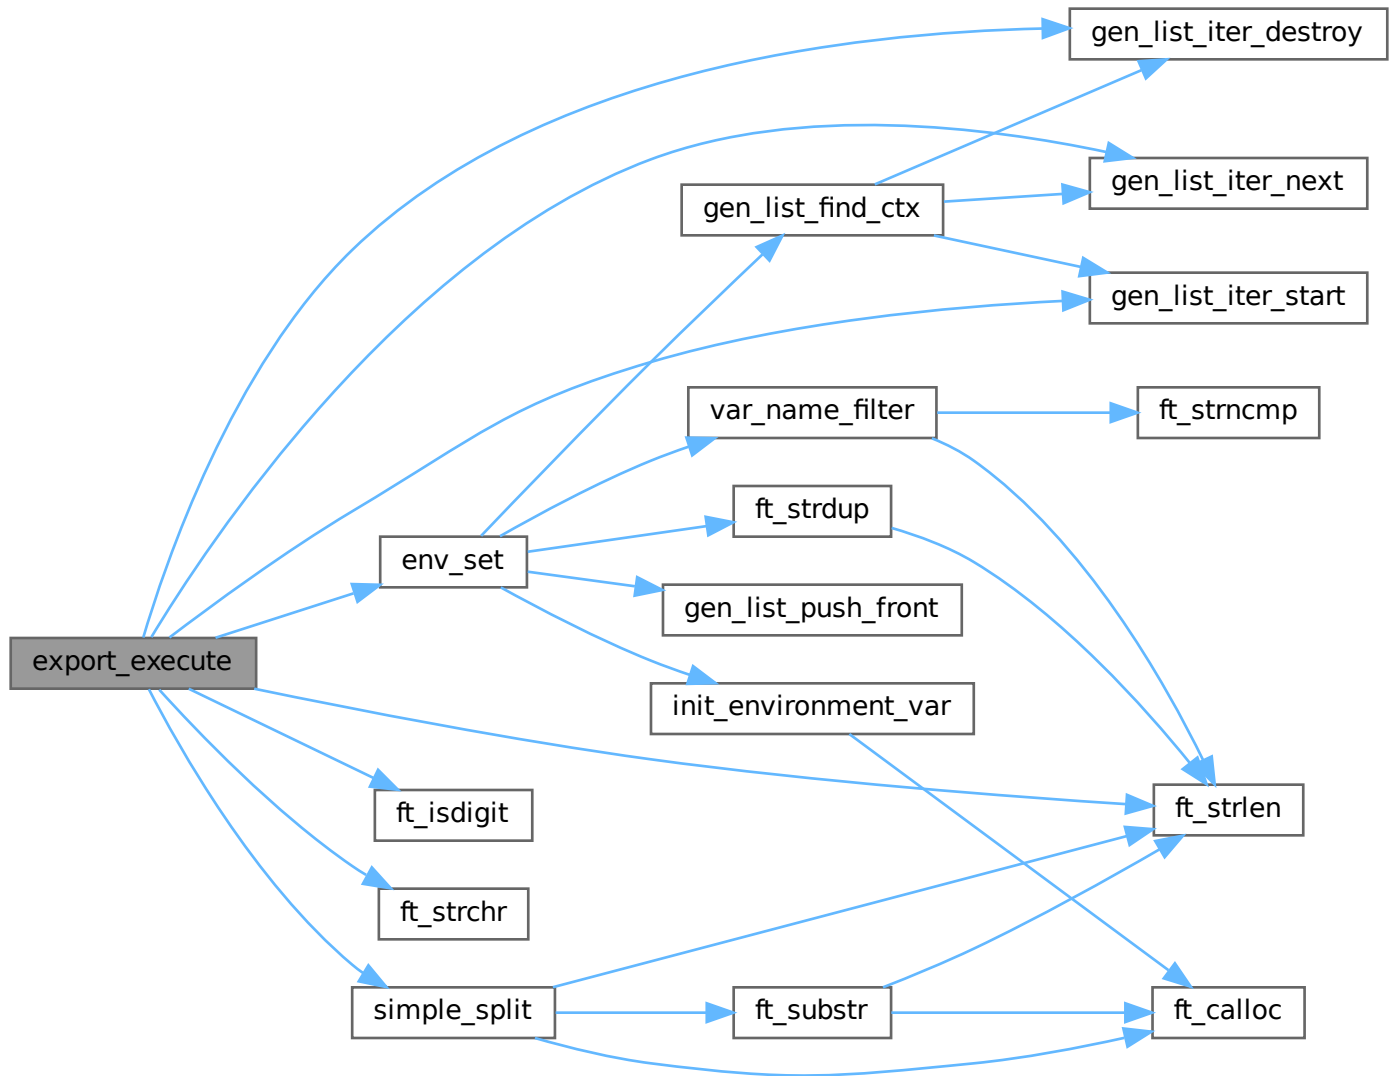 gen_list_iter_destroy
gen_list_iter_next
gen_list_find_ctx
gen_list_iter_start
var_name_filter
ft_strncmp
ft_strdup
env_set
gen_list_push_front
export_execute
init_environment_var
ft_isdigit
ft_strlen
ft_strchr
simple_split
ft_substr
ft_calloc